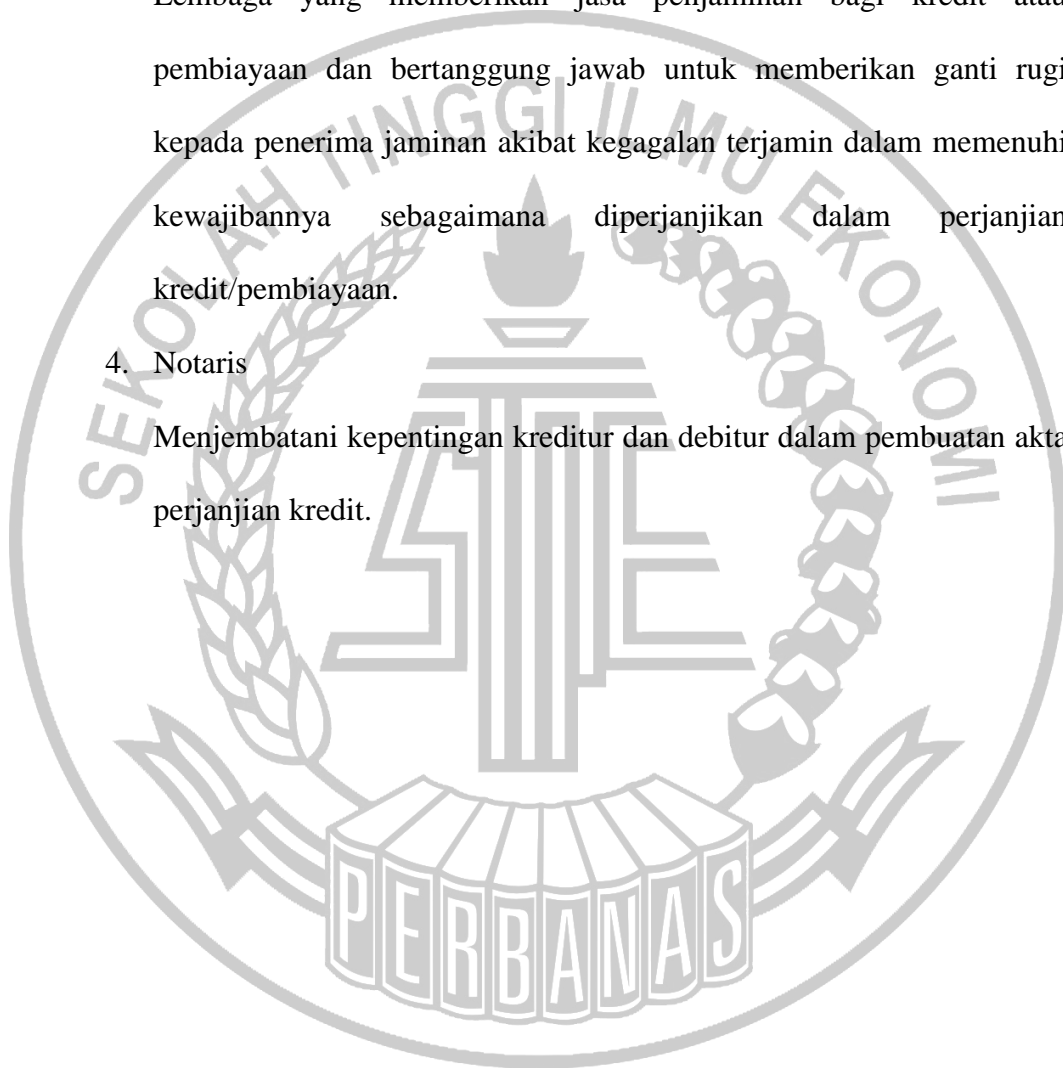 Lembaga yang memberikan jasa penjaminan bagi kredit atau
pembiayaan dan bertanggung jawab untuk memberikan ganti rugi
kepada penerima jaminan akibat kegagalan terjamin dalam memenuhi
kewajibannya sebagaimana diperjanjikan dalam perjanjian
kredit/pembiayaan.
4. Notaris
Menjembatani kepentingan kreditur dan debitur dalam pembuatan akta
perjanjian kredit.
SEKOLAH TINGGI ILMU EKONOMI
PERBANAS